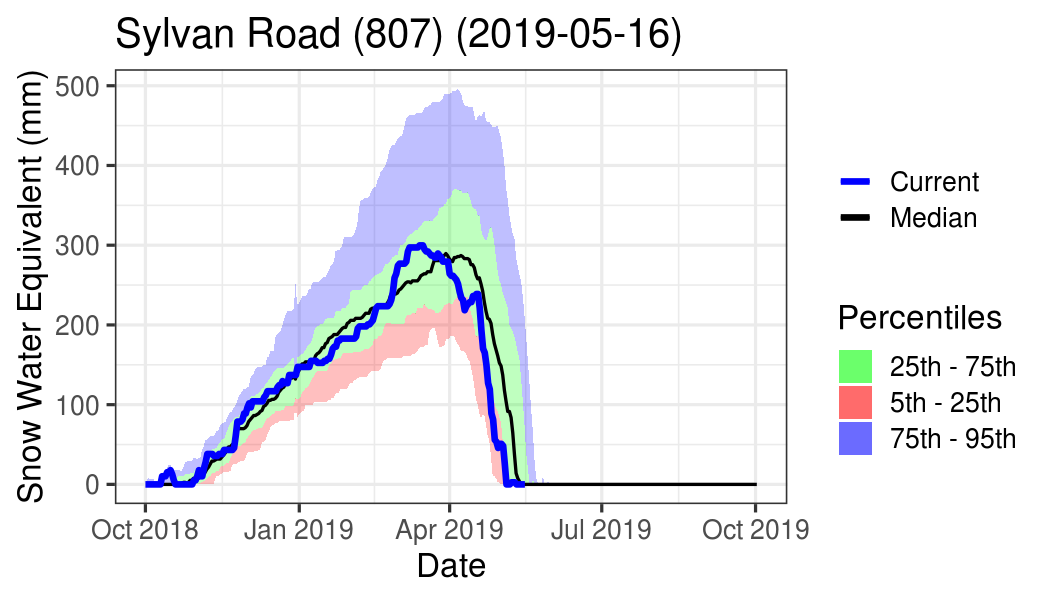 Sylvan Road (807) (2019-05-16)
Snow Water Equivalent (mm)
500
400
300
200
100
0
Oct 2018
Jan 2019
Apr 2019
Jul 2019
Oct 2019
Date
Current
Median
Percentiles
25th - 75th
5th - 25th
75th - 95th